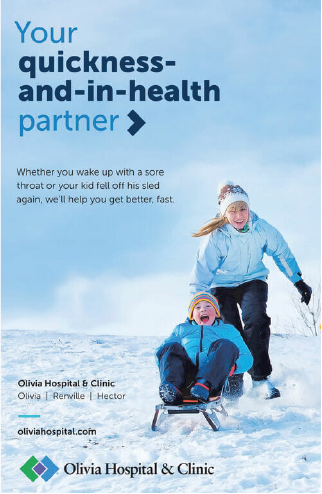 Your
quickness-
and-in-health
partner
Whether you wake up with a sore
throat or your kid fell off his sled
again, we'll help you get better, fast.
Olivia Hospital & Clinic
Olivia | Renville | Hector
oliviahospital.com
Olivia Hospital & Clinic